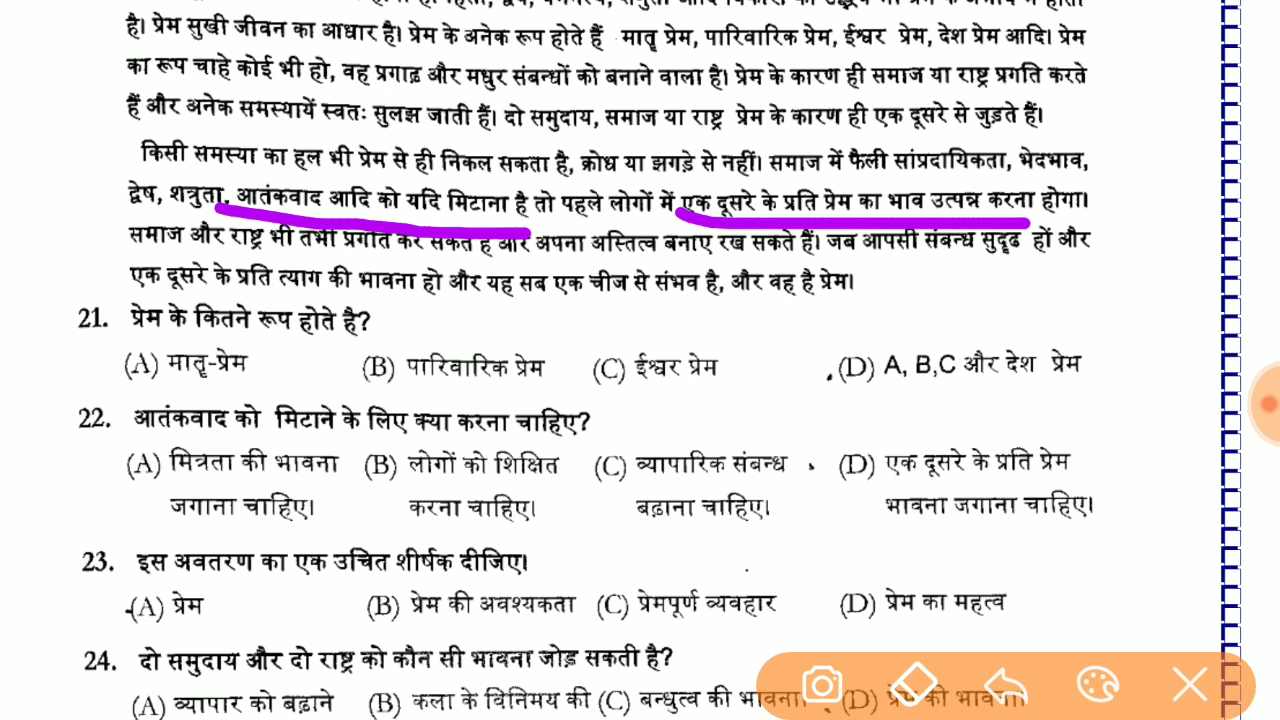 है। प्रेम सुखी जीवन का आधार है। प्रेम के अनेक रूप होते हैं मातृ प्रेम, पारिवारिक प्रेम, ईश्वर प्रेम, देश प्रेम आदि। प्रेम
का रूप चाहे कोई भी हो, वह प्रगाढ़ और मधुर संबन्धों को बनाने वाला है। प्रेम के कारण ही समाज या राष्ट्र प्रगति करते
हैं और अनेक समस्यायें स्वतः सुलझ जाती हैं। दो समुदाय, समाज या राष्ट्र प्रेम के कारण ही एक दूसरे से जुड़ते हैं।
किसी समस्या का हल भी प्रेम से ही निकल सकता है, क्रोध या झगड़े से नहीं। समाज में फैली सांप्रदायिकता, भेदभाव,
द्वेष, शत्रुता, आतंकवाद आदि को यदि मिटाना है तो पहले लोगों में एक दूसरे के प्रति प्रेम का भाव उत्पन्न करना होगा।
समाज और राष्ट्र भी तभी प्रगति कर सकते हैं और अपना अस्तित्व बनाए रख सकते हैं। जब आपसी संबन्ध सुदृढ़ हों और
एक दूसरे के प्रति त्याग की भावना हो और यह सब एक चीज से संभव है, और वह है प्रेम।
21. प्रेम के कितने रूप होते है?
(A) मातृ-प्रेम (B) पारिवारिक प्रेम (C) ईश्वर प्रेम (D) A, B,C और देश प्रेम
22. आतंकवाद को मिटाने के लिए क्या करना चाहिए?
(A) मित्रता की भावना (B) लोगों को शिक्षित (C) व्यापारिक संबन्ध (D) एक दूसरे के प्रति प्रेम
जगाना चाहिए। करना चाहिए। बढ़ाना चाहिए। भावना जगाना चाहिए।
23. इस अवतरण का एक उचित शीर्षक दीजिए।
(A) प्रेम (B) प्रेम की अवश्यकता (C) प्रेमपूर्ण व्यवहार (D) प्रेम का महत्व
24. दो समुदाय और दो राष्ट्र को कौन सी भावना जोड़ सकती है?
(A) व्यापार को बढ़ाने (B) कला के विनिमय की (C) बन्धुत्व की भावना। (D) प्रेम की भावना।